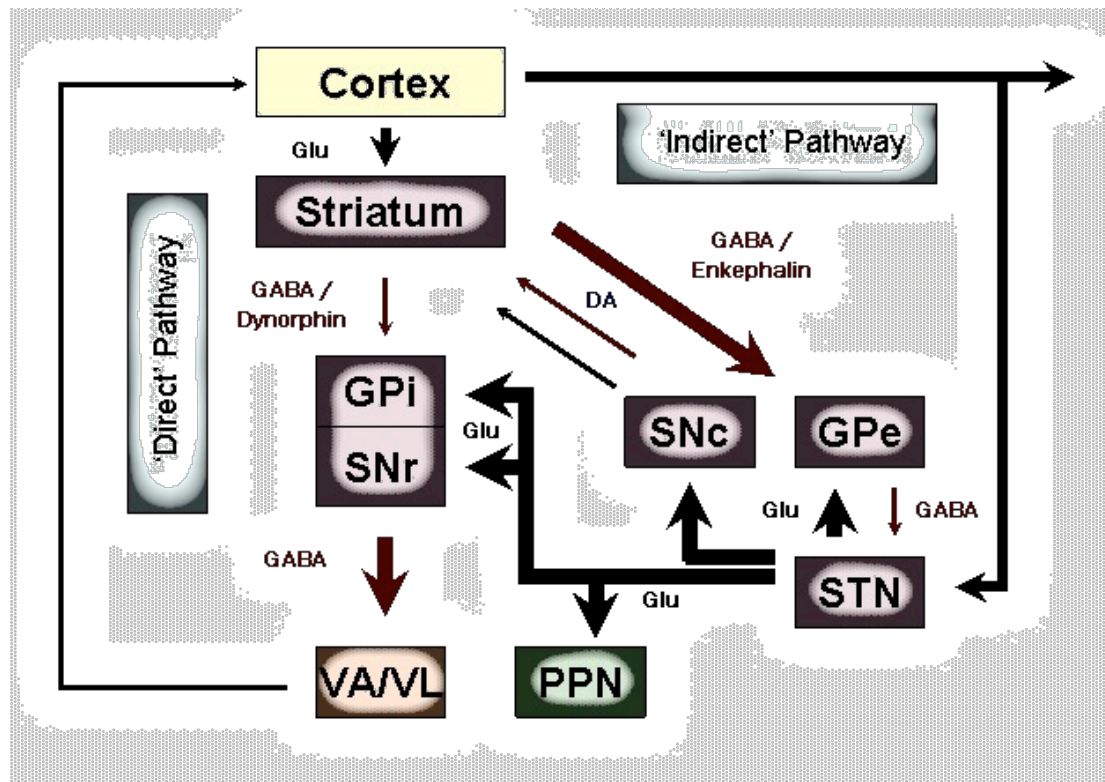 Cortex
'Indirect' Pathway
Glu
Striatum
'Direct' Pathway
GABA /
Enkephalin
GABA /
Dynorphin
DA
GPi
SNr
Glu
SNc
GPe
Glu
GABA
GABA
STN
Glu
VA/VL
PPN